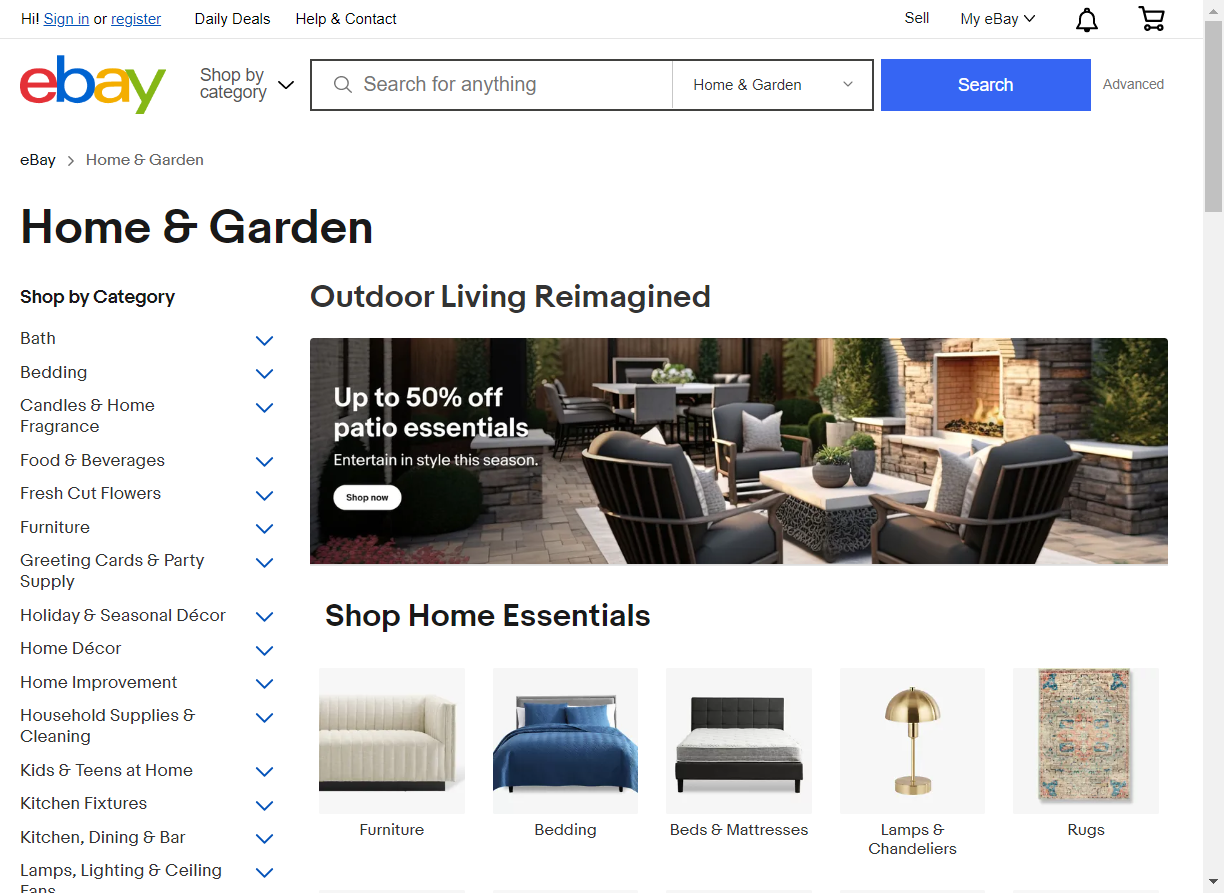 Hi! Sign in or register
Daily Deals
Help & Contact
Sell
My eBay
ebay
Shop by
category
Search for anything
Home & Garden
Search
Advanced
eBay
Home & Garden
Home & Garden
Shop by Category
Bath
Bedding
Candles & Home
Fragrance
Food & Beverages
Fresh Cut Flowers
Furniture
Greeting Cards & Party
Supply
Holiday & Seasonal Décor
Home Décor
Home Improvement
Household Supplies &
Cleaning
Kids & Teens at Home
Kitchen Fixtures
Kitchen, Dining & Bar
Lamps, Lighting & Ceiling
Fans
Outdoor Living Reimagined
Up to 50% off
patio essentials
Entertain in style this season.
Shop now
Shop Home Essentials
Furniture
Bedding
Beds & Mattresses
Lamps &
Chandeliers
Rugs